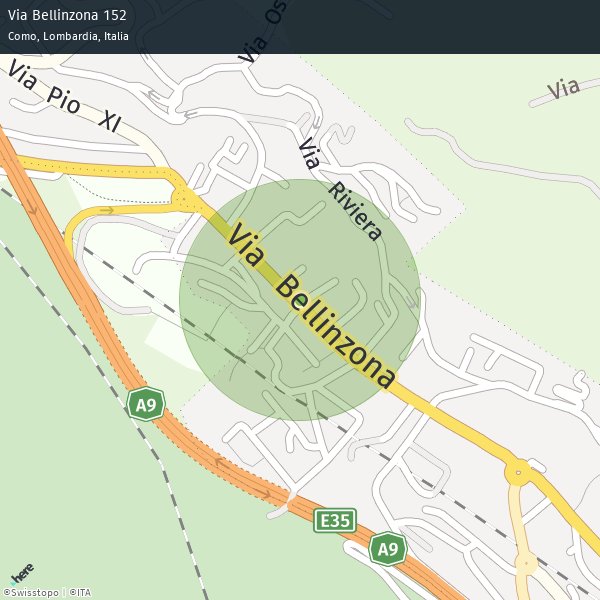 Via Bellinzona 152
Como, Lombardia, Italia
Via Os
Via Pio XI
Via
Via Riviera
Via Bellinzona
A9
E35
A9
here
©Swisstopo | ©ITA